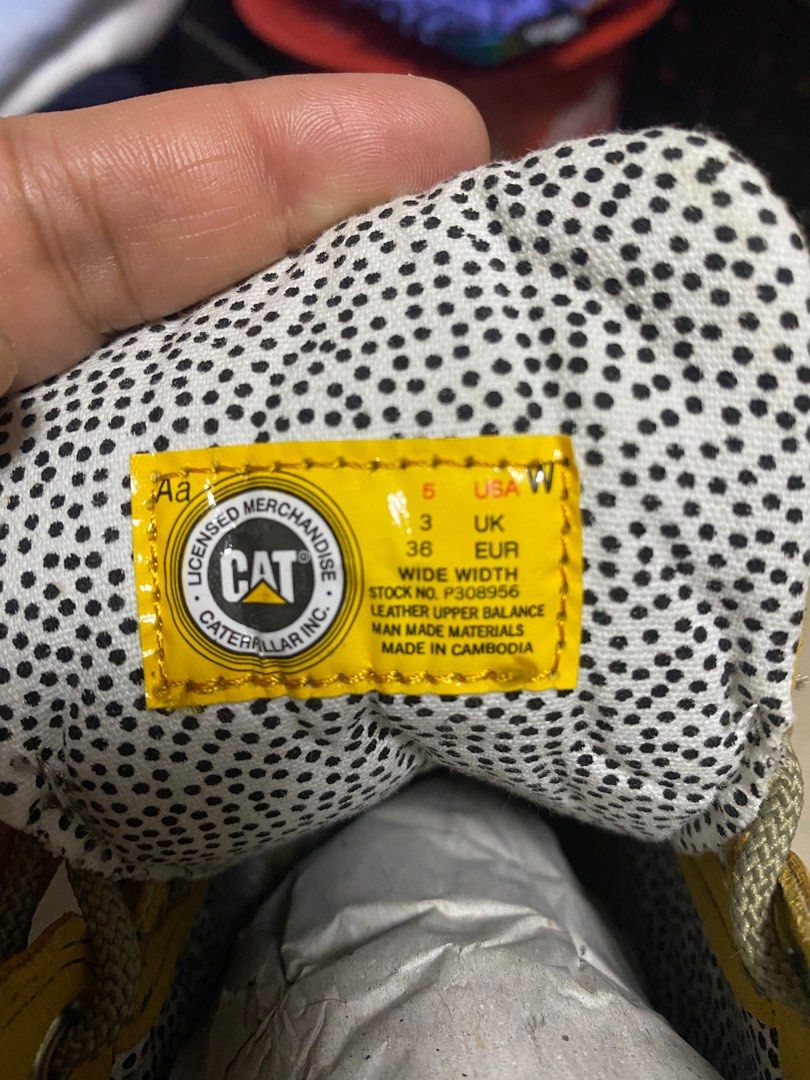 Aa
5 USA W
3 UK
36 EUR
WIDE WIDTH
STOCK NO. P308956
LEATHER UPPER BALANCE
MAN MADE MATERIALS
MADE IN CAMBODIA
· LICENSED MERCHANDISE ·
CAT®
CATERPILLAR INC.